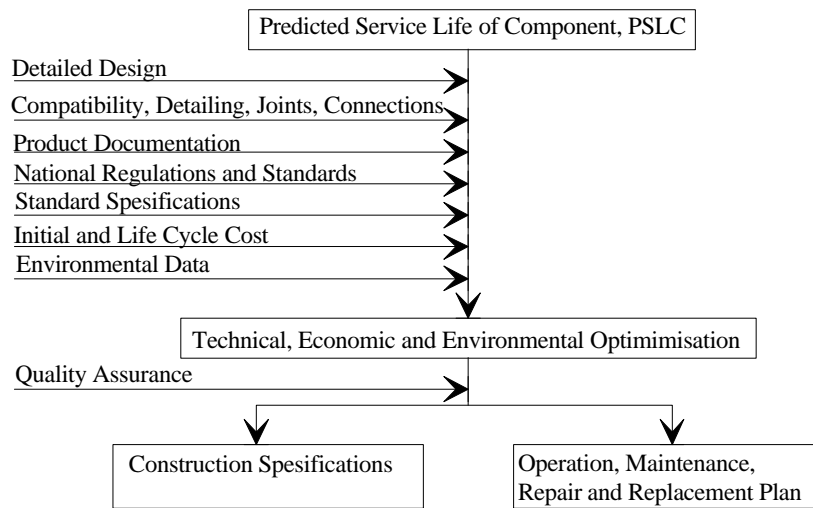 Predicted Service Life of Component, PSLC
Detailed Design
Compatibility, Detailing, Joints, Connections
Product Documentation
National Regulations and Standards
Standard Spesifications
Initial and Life Cycle Cost
Environmental Data
Technical, Economic and Environmental Optimimisation
Quality Assurance
Construction Spesifications
Operation, Maintenance,
Repair and Replacement Plan